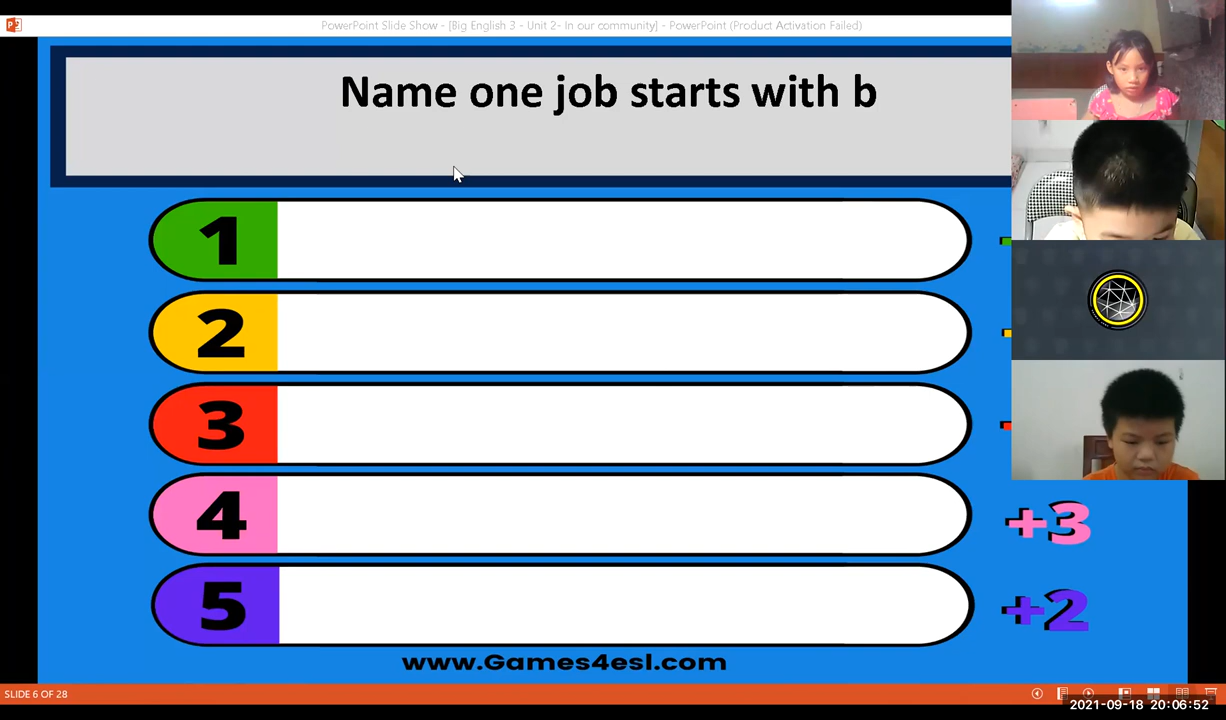 PowerPoint Slide Show - [Big English 3 - Unit 2- In our community] - PowerPoint (Product Activation Failed)
Name one job starts with b
1
2
3
4 +3
5 +2
www.Games4esl.com
SLIDE 6 OF 28
2021-09-18 20:06:52